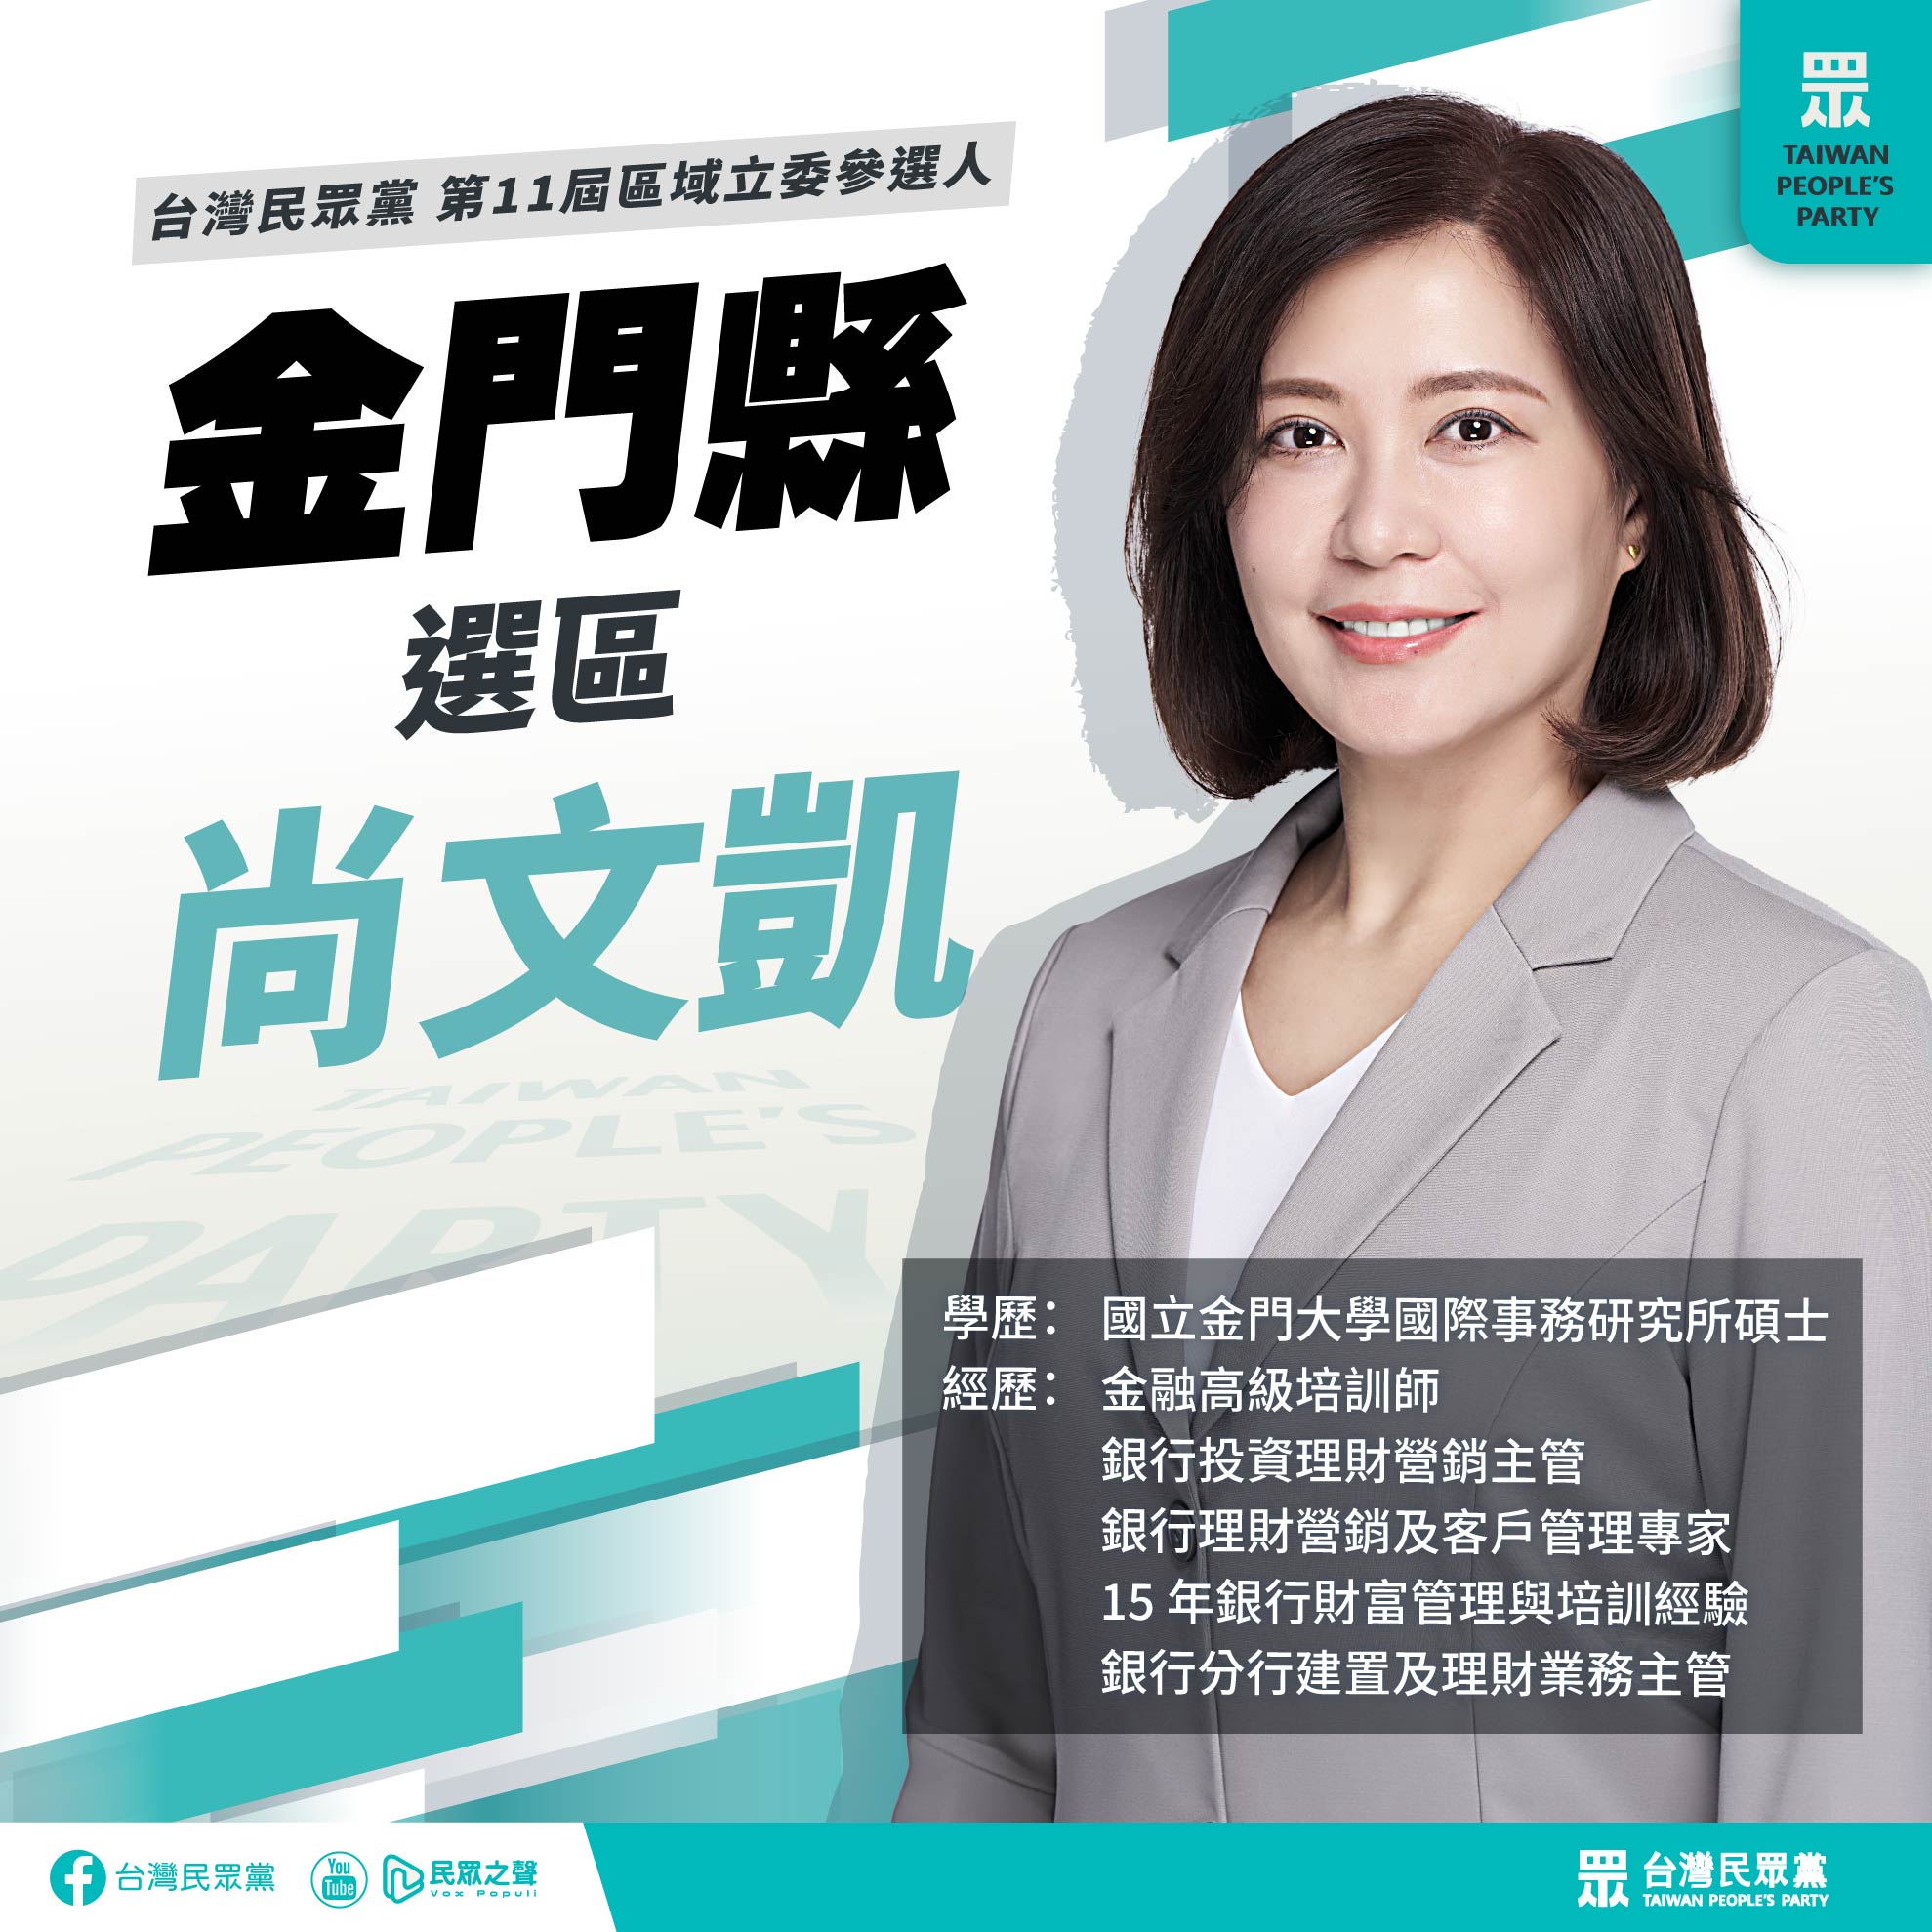 眾
TAIWAN
PEOPLE'S
PARTY
台灣民眾黨 第11屆區域立委參選人
金門縣
選區
尚文凱
TAIWAN
PEOPLE'S
PARTY
學歷： 國立金門大學國際事務研究所碩士
經歷： 金融高級培訓師
銀行投資理財營銷主管
銀行理財營銷及客戶管理專家
15 年銀行財富管理與培訓經驗
銀行分行建置及理財業務主管
台灣民眾黨
You
Tube
民眾之聲
Vox Populi
眾 台灣民眾黨
TAIWAN PEOPLE'S PARTY